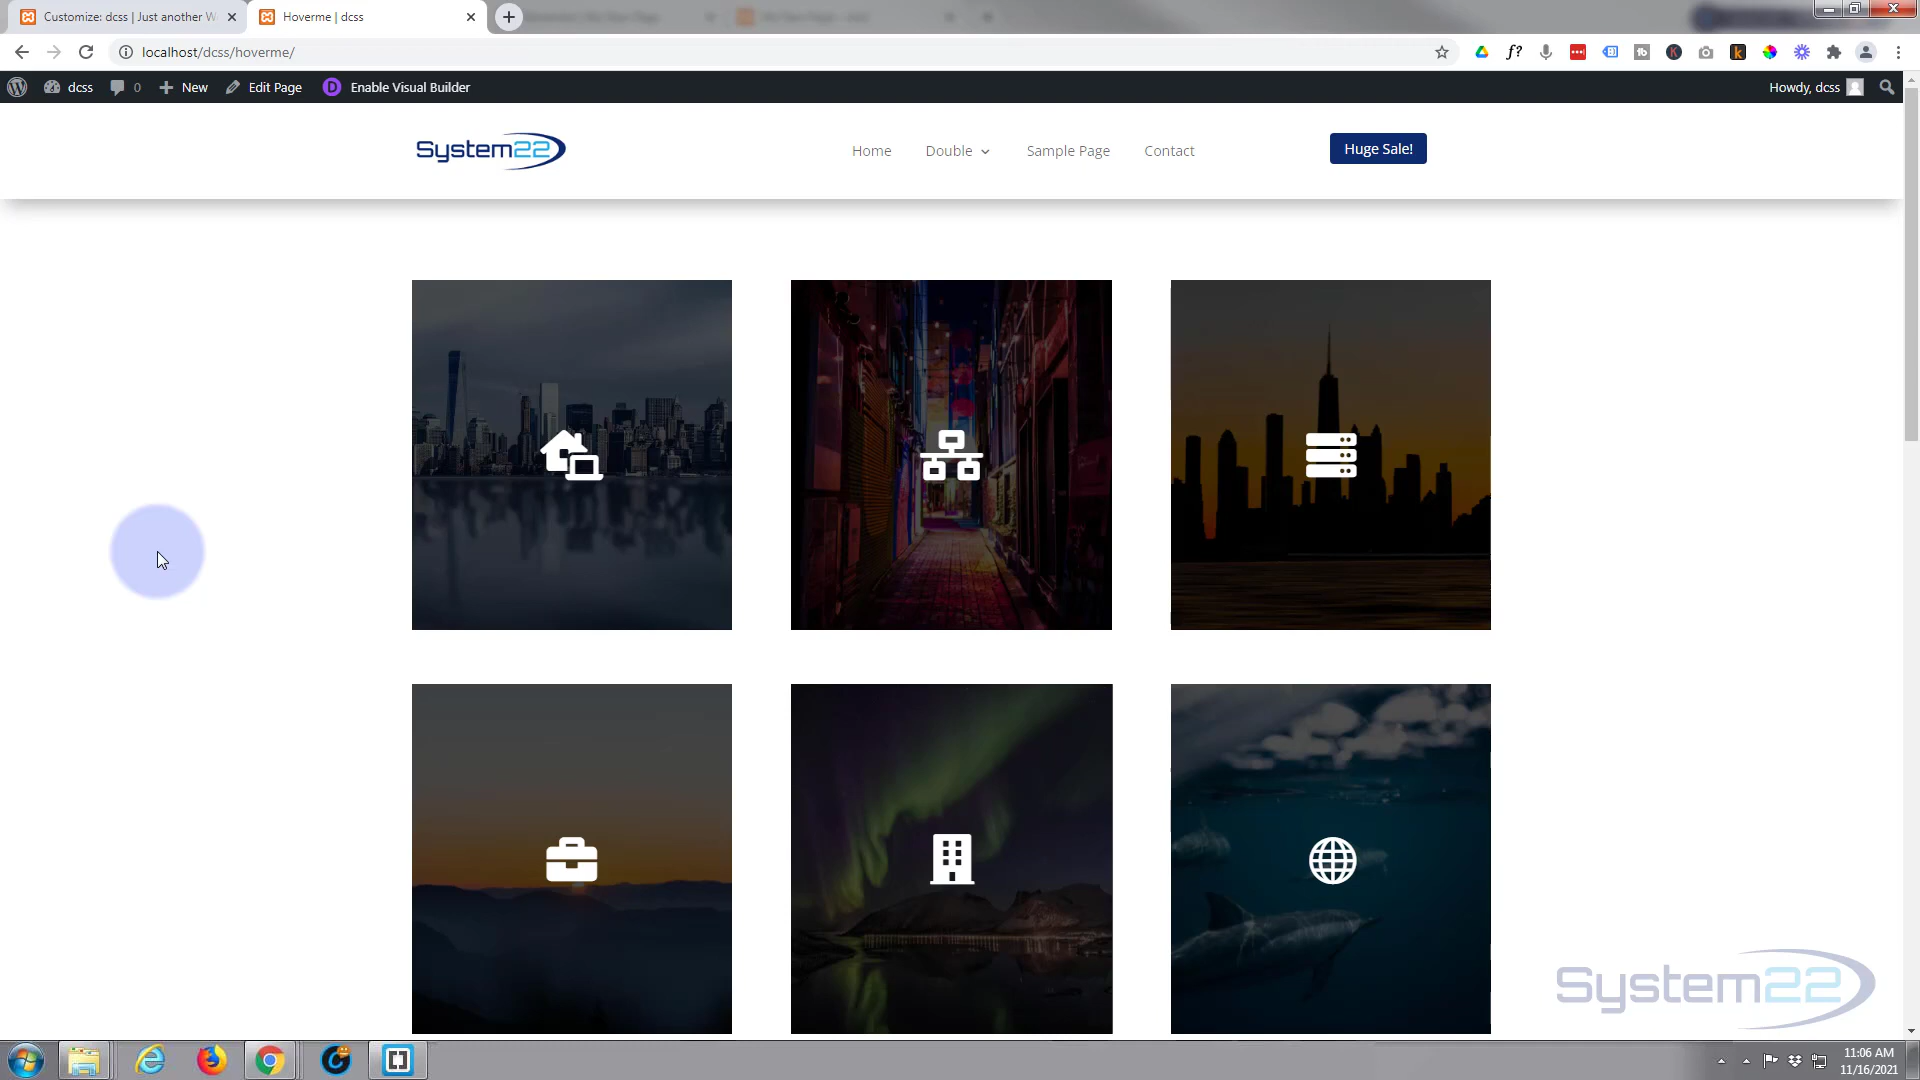 Customize: dcss | Just another W
Hoverme | dcss
localhost/dcss/hoverme/
f?
dcss
0
New
Edit Page
D
Enable Visual Builder
Howdy, dcss
System22
Home
Double
Sample Page
Contact
Huge Sale!
System22
11:06 AM
11/16/2021